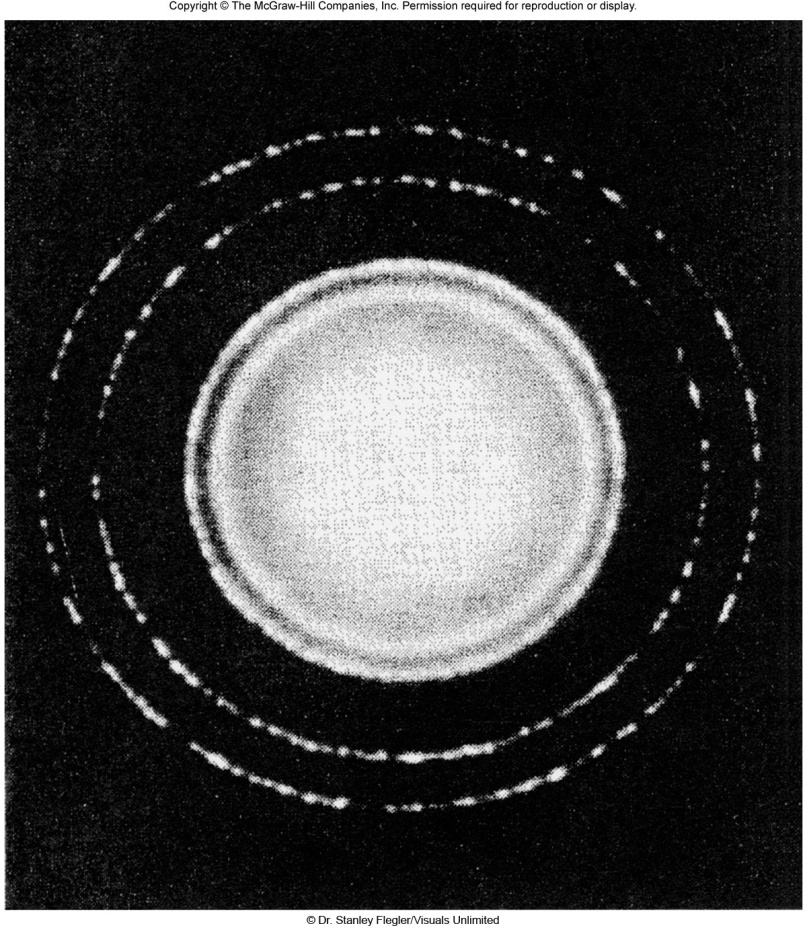 Copyright © The McGraw-Hill Companies, Inc. Permission required for reproduction or display.
© Dr. Stanley Flegler/Visuals Unlimited